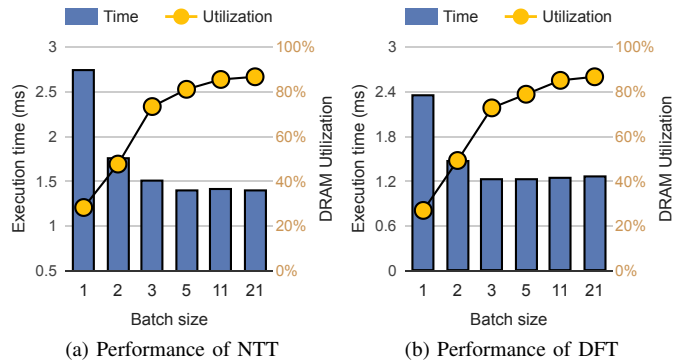 Time Utilization
3 100%
2.5 80%
2 60%
1.5 40%
1 20%
0.5 0%
Execution time (ms)
DRAM Utilization
1 2 3 5 11 21
Batch size
(a) Performance of NTT
Time Utilization
3 100%
2.4 80%
1.8 60%
1.2 40%
0.6 20%
0 0%
Execution time (ms)
DRAM Utilization
1 2 3 5 11 21
Batch size
(b) Performance of DFT